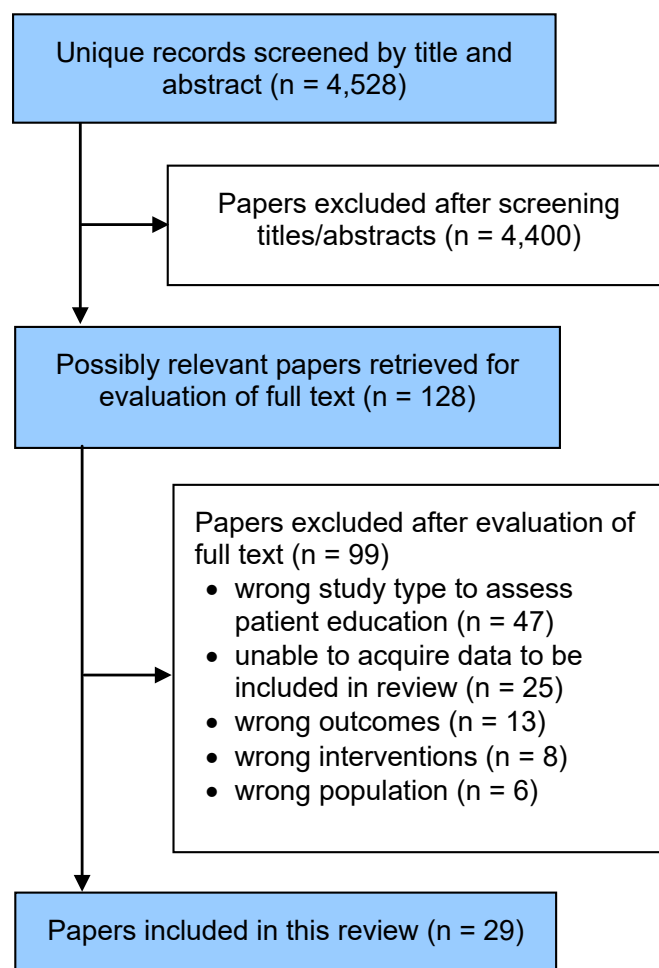 Unique records screened by title and
abstract (n = 4,528)
Papers excluded after screening
titles/abstracts (n = 4,400)
Possibly relevant papers retrieved for
evaluation of full text (n = 128)
Papers excluded after evaluation of
full text (n = 99)
• wrong study type to assess
patient education (n = 47)
• unable to acquire data to be
included in review (n = 25)
• wrong outcomes (n = 13)
• wrong interventions (n = 8)
• wrong population (n = 6)
Papers included in this review (n = 29)